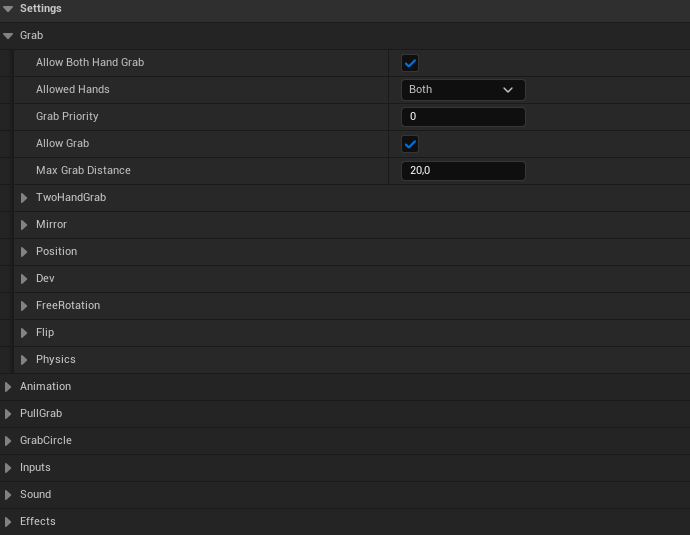 Settings
Grab
Allow Both Hand Grab
Allowed Hands Both
Grab Priority 0
Allow Grab
Max Grab Distance 20,0
TwoHandGrab
Mirror
Position
Dev
FreeRotation
Flip
Physics
Animation
PullGrab
GrabCircle
Inputs
Sound
Effects